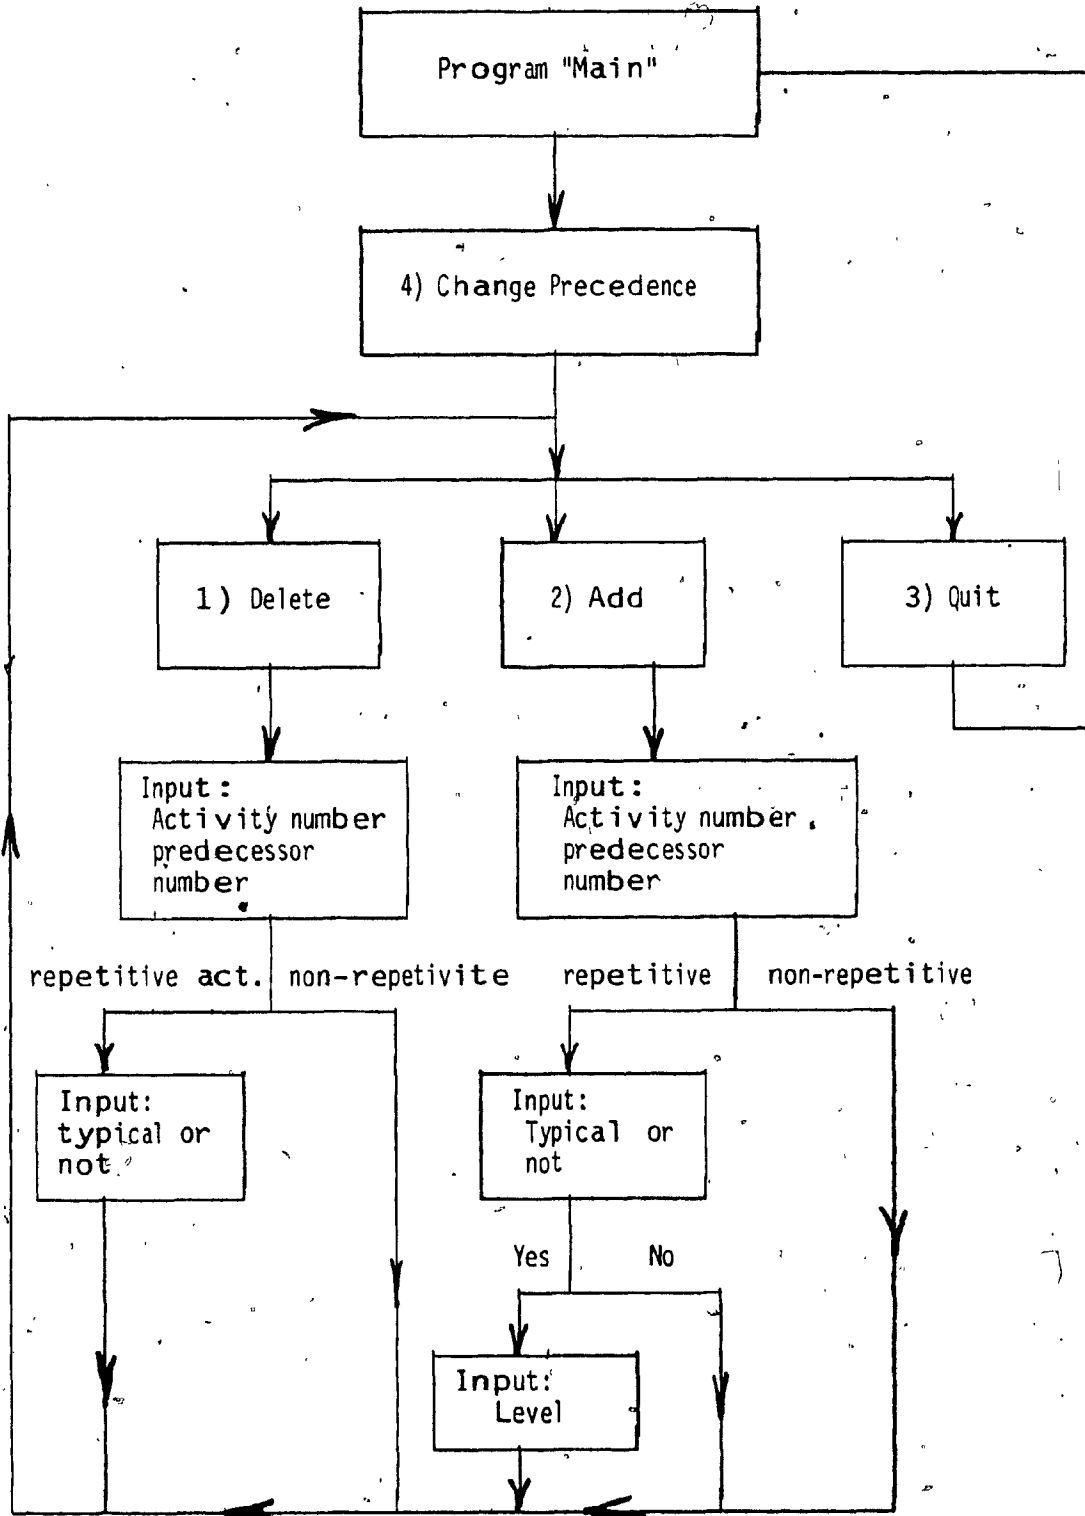 Program "Main"
4) Change Precedence
1) Delete
2) Add
3) Quit
Input:
Activity number
predecessor
number
Input:
Activity number
predecessor
number
repetitive act.
non-repetivite
repetitive
non-repetitive
Input:
typical or
not
Input:
Typical or
not
Yes
No
Input:
Level